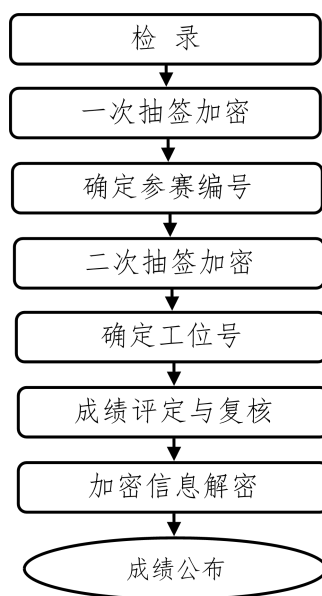 检 录
一次抽签加密
确定参赛编号
二次抽签加密
确定工位号
成绩评定与复核
加密信息解密
成绩公布